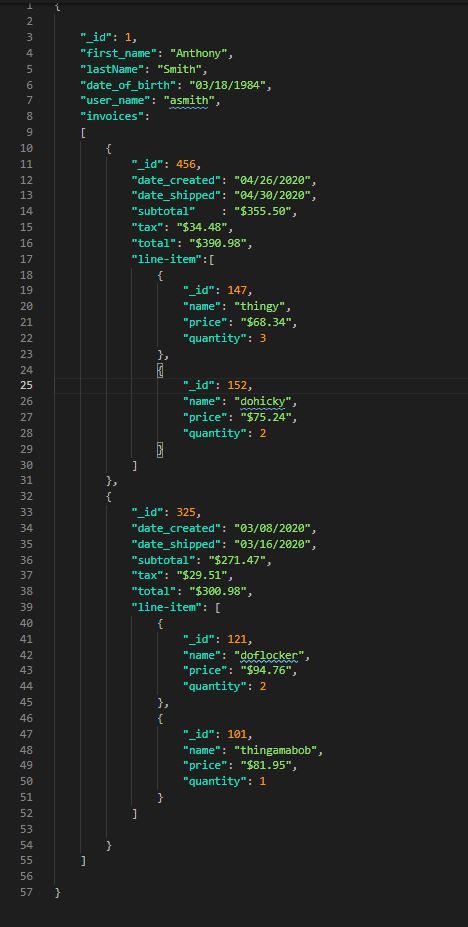 1 {
2
3 "_id": 1,
4 "first_name": "Anthony",
5 "lastName": "Smith",
6 "date_of_birth": "03/18/1984",
7 "user_name": "asmith",
8 "invoices":
9 [
10 {
11 "_id": 456,
12 "date_created": "04/26/2020",
13 "date_shipped": "04/30/2020",
14 "subtotal"    : "$355.50",
15 "tax": "$34.48",
16 "total": "$390.98",
17 "line-item":[
18 {
19 "_id": 147,
20 "name": "thingy",
21 "price": "$68.34",
22 "quantity": 3
23 },
24 {
25 "_id": 152,
26 "name": "dohicky",
27 "price": "$75.24",
28 "quantity": 2
29 }
30 ]
31 },
32 {
33 "_id": 325,
34 "date_created": "03/08/2020",
35 "date_shipped": "03/16/2020",
36 "subtotal": "$271.47",
37 "tax": "$29.51",
38 "total": "$300.98",
39 "line-item": [
40 {
41 "_id": 121,
42 "name": "doflocker",
43 "price": "$94.76",
44 "quantity": 2
45 },
46 {
47 "_id": 101,
48 "name": "thingamabob",
49 "price": "$81.95",
50 "quantity": 1
51 }
52 ]
53
54 }
55 ]
56
57 }